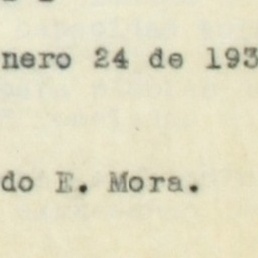 nero 24 de 193
do E. Mora.